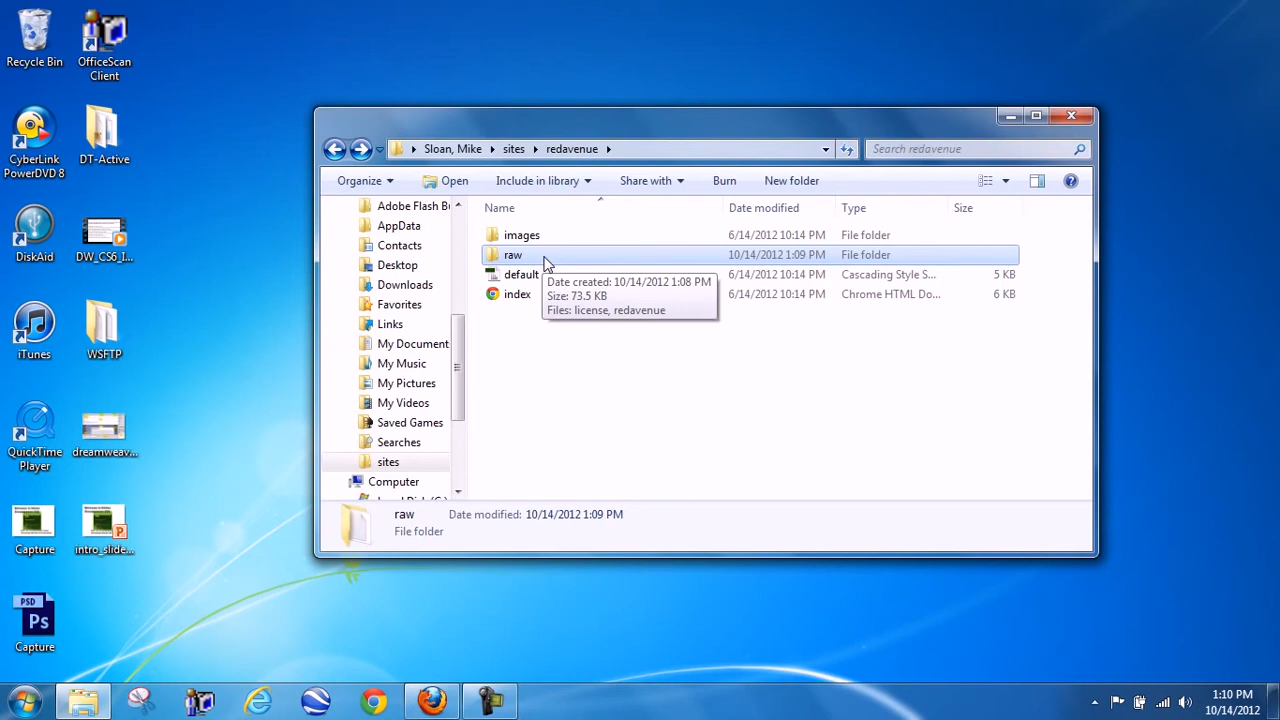 Recycle Bin
OfficeScan
Client
CyberLink
PowerDVD 8
DT-Active
DiskAid
DW_CS6_I...
iTunes
WSFTP
QuickTime
Player
dreamweav...
Capture
intro_slide...
PSD
Ps
Capture
Sloan, Mike
sites
redavenue
Search redavenue
Organize
Open
Include in library
Share with
Burn
New folder
Adobe Flash Bu
AppData
Contacts
Desktop
Downloads
Favorites
Links
My Document
My Music
My Pictures
My Videos
Saved Games
Searches
sites
Computer
Name Date modified Type Size
images 6/14/2012 10:14 PM File folder
raw 10/14/2012 1:09 PM File folder
default 6/14/2012 10:14 PM Cascading Style S... 5 KB
index 6/14/2012 10:14 PM Chrome HTML Do... 6 KB
Date created: 10/14/2012 1:08 PM
Size: 73.5 KB
Files: license, redavenue
raw Date modified: 10/14/2012 1:09 PM
File folder
1:10 PM
10/14/2012